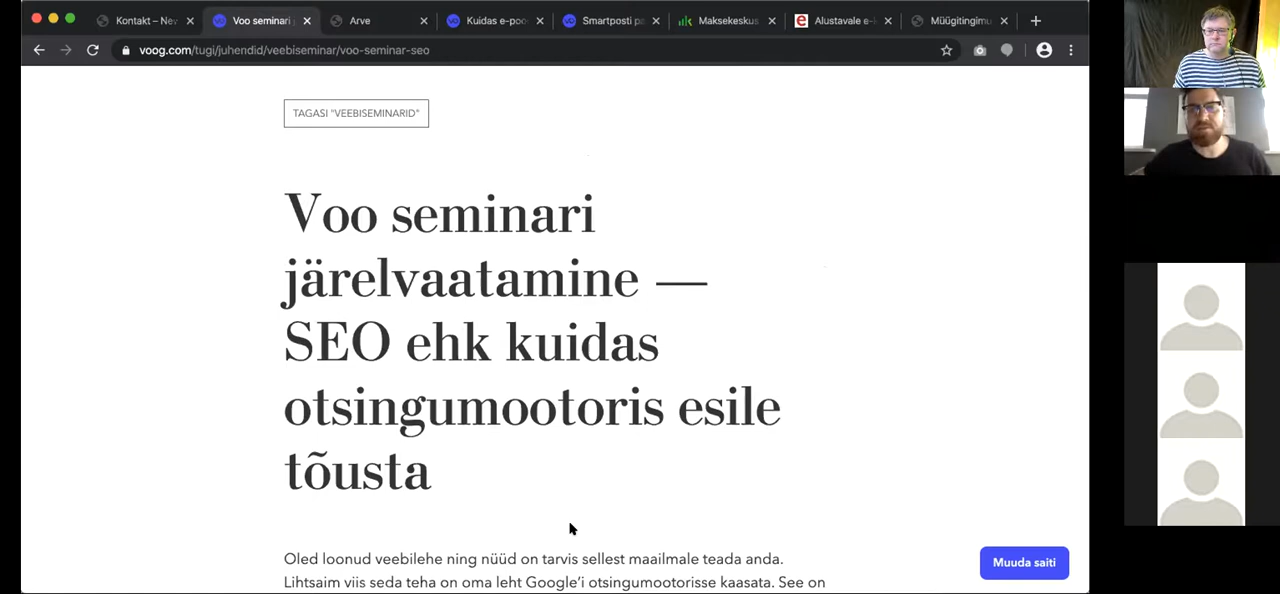 Kontakt – Nev
Voo seminari j
Arve
Kuidas e-poo
Smartposti pa
Maksekeskus
Alustavale e-k
Müügitingimu
voog.com/tugi/juhendid/veebiseminar/voo-seminar-seo
TAGASI "VEEBISEMINARID"
Voo seminari
järelvaatamine —
SEO ehk kuidas
otsingumootoris esile
tõusta
Oled loonud veebilehe ning nüüd on tarvis sellest maailmale teada anda.
Lihtsaim viis seda teha on oma leht Google'i otsingumootorisse kaasata. See on
Muuda saiti